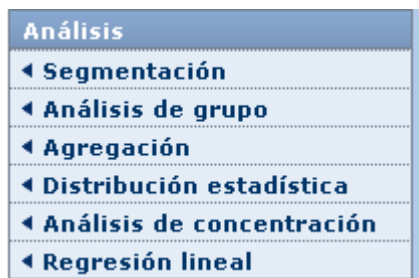 Análisis
Segmentación
Análisis de grupo
Agregación
Distribución estadística
Análisis de concentración
Regresión lineal